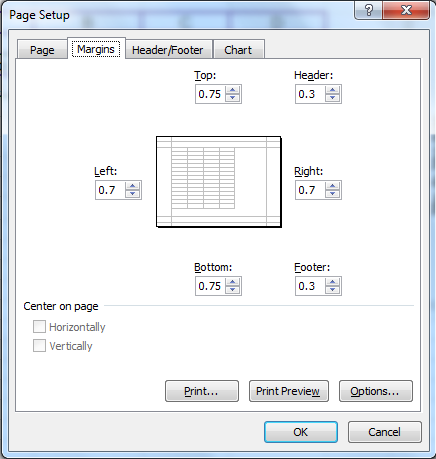 Page Setup
Page Margins Header/Footer Chart
Top: Header:
0.75 0.3
Left: Right:
0.7 0.7
Bottom: Footer:
0.75 0.3
Center on page
Horizontally
Vertically
Print... Print Preview Options...
OK Cancel